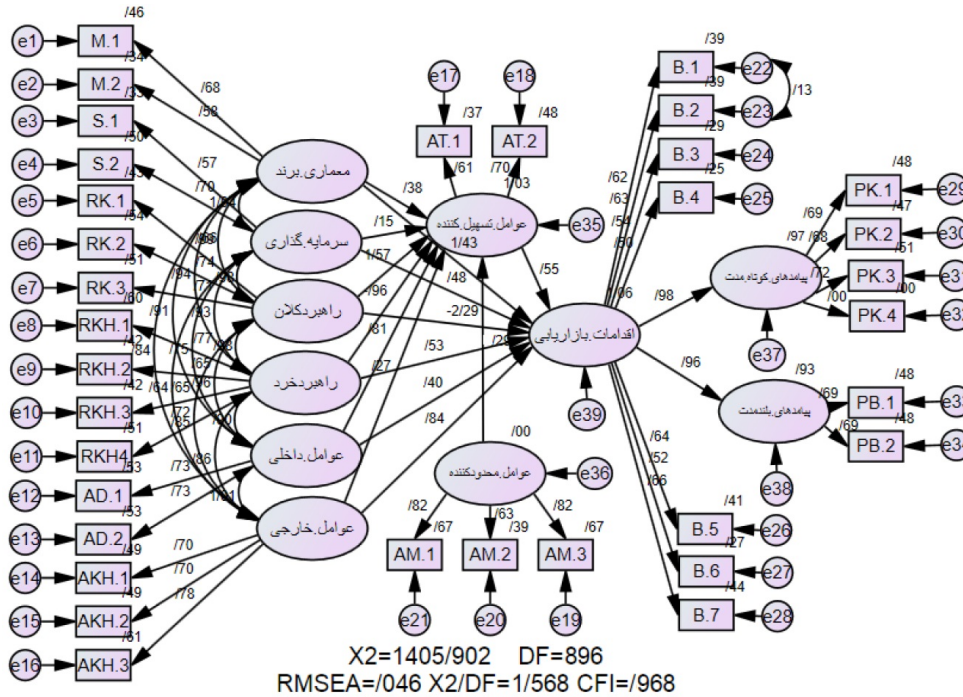 e1 M.1 /46
e2 M.2 /34
e3 S.1 /33
e4 S.2 /50
e5 RK.1 /43
e6 RK.2 /54
e7 RK.3 /51
e8 RKH.1 /60
e9 RKH.2 /42
e10 RKH.3 /42
e11 RKH4 /51
e12 AD.1 /53
e13 AD.2 /53
e14 AKH.1 /49
e15 AKH.2 /49
e16 AKH.3 /61
/68
/58
/57
/70
/74
/94
/91
/77
/84
/65
/64
/72
/85
/73
/86
/73
/70
/70
/78
معماری.برند
سرمایه.گذاری
راهبردکلان
راهبردخرد
عوامل.داخلی
عوامل.خارجی
/38
/15
1/57
/48
-/96
-2/29
/81
/53
/27
/40
/84
e17 e18
/37 /48
AT.1 AT.2
/61 /70
1/03
عوامل.تسهیل.کننده
e35
1/43
/55
اقدامات.بازاریابی
1/06
e39
/00
عوامل.محدودکننده
e36
/82 /63 /82
/67 /39 /67
AM.1 AM.2 AM.3
e21 e20 e19
/39
B.1 e22
/39
B.2 e23
/13
/29
B.3 e24
/25
B.4 e25
/62
/63
/54
/50
/98
/96
/97
پیامدهای.کوتاه.مدت
e37
/69 /68 /72 /00
/48
PK.1 e29
/47
PK.2 e30
/51
PK.3 e31
/00
PK.4 e32
/93
پیامدهای.بلندمدت
e38
/69 /69
/48
PB.1 e33
/48
PB.2 e34
/64
/52
/66
/41
B.5 e26
/27
B.6 e27
/44
B.7 e28
X2=1405/902 DF=896
RMSEA=/046 X2/DF=1/568 CFI=/968